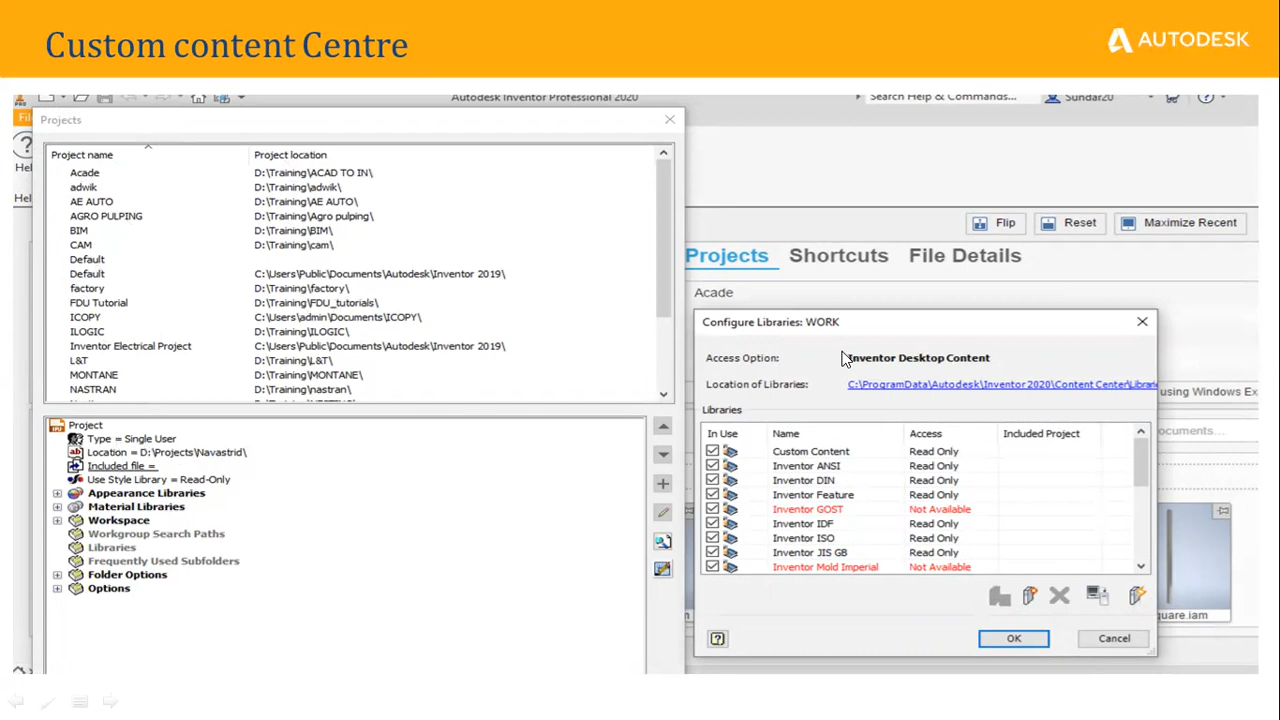 Custom content Centre
AUTODESK
Autodesk Inventor Professional 2020
Search Help & Commands...
Sundar20
Projects
Project name
Project location
Acade D:\Training\ACAD TO IN\
adwik D:\Training\adwik\
AE AUTO D:\Training\AE AUTO\
AGRO PULPING D:\Training\Agro pulping\
BIM D:\Training\BIM\
CAM D:\Training\cam\
Default
Default C:\Users\Public\Documents\Autodesk\Inventor 2019\
factory D:\Training\factory\
FDU Tutorial D:\Training\FDU_tutorials\
ICOPY C:\Users\admin\Documents\ICOPY\
ILOGIC D:\Training\ILOGIC\
Inventor Electrical Project C:\Users\Public\Documents\Autodesk\Inventor 2019\
L&T D:\Training\L&T\
MONTANE D:\Training\MONTANE\
NASTRAN D:\Training\nastran\
Project
Type = Single User
Location = D:\Projects\Navastrid\
Included file =
Use Style Library = Read-Only
Appearance Libraries
Material Libraries
Workspace
Workgroup Search Paths
Libraries
Frequently Used Subfolders
Folder Options
Options
Flip Reset Maximize Recent
Projects Shortcuts File Details
Acade
Configure Libraries: WORK
Access Option: Inventor Desktop Content
Location of Libraries: C:\ProgramData\Autodesk\Inventor 2020\Content Center\Librarie
using Windows Ex
ocuments...
Libraries
In Use Name Access Included Project
Custom Content Read Only
Inventor ANSI Read Only
Inventor DIN Read Only
Inventor Feature Read Only
Inventor GOST Not Available
Inventor IDF Read Only
Inventor ISO Read Only
Inventor JIS GB Read Only
Inventor Mold Imperial Not Available
quare.iam
OK Cancel